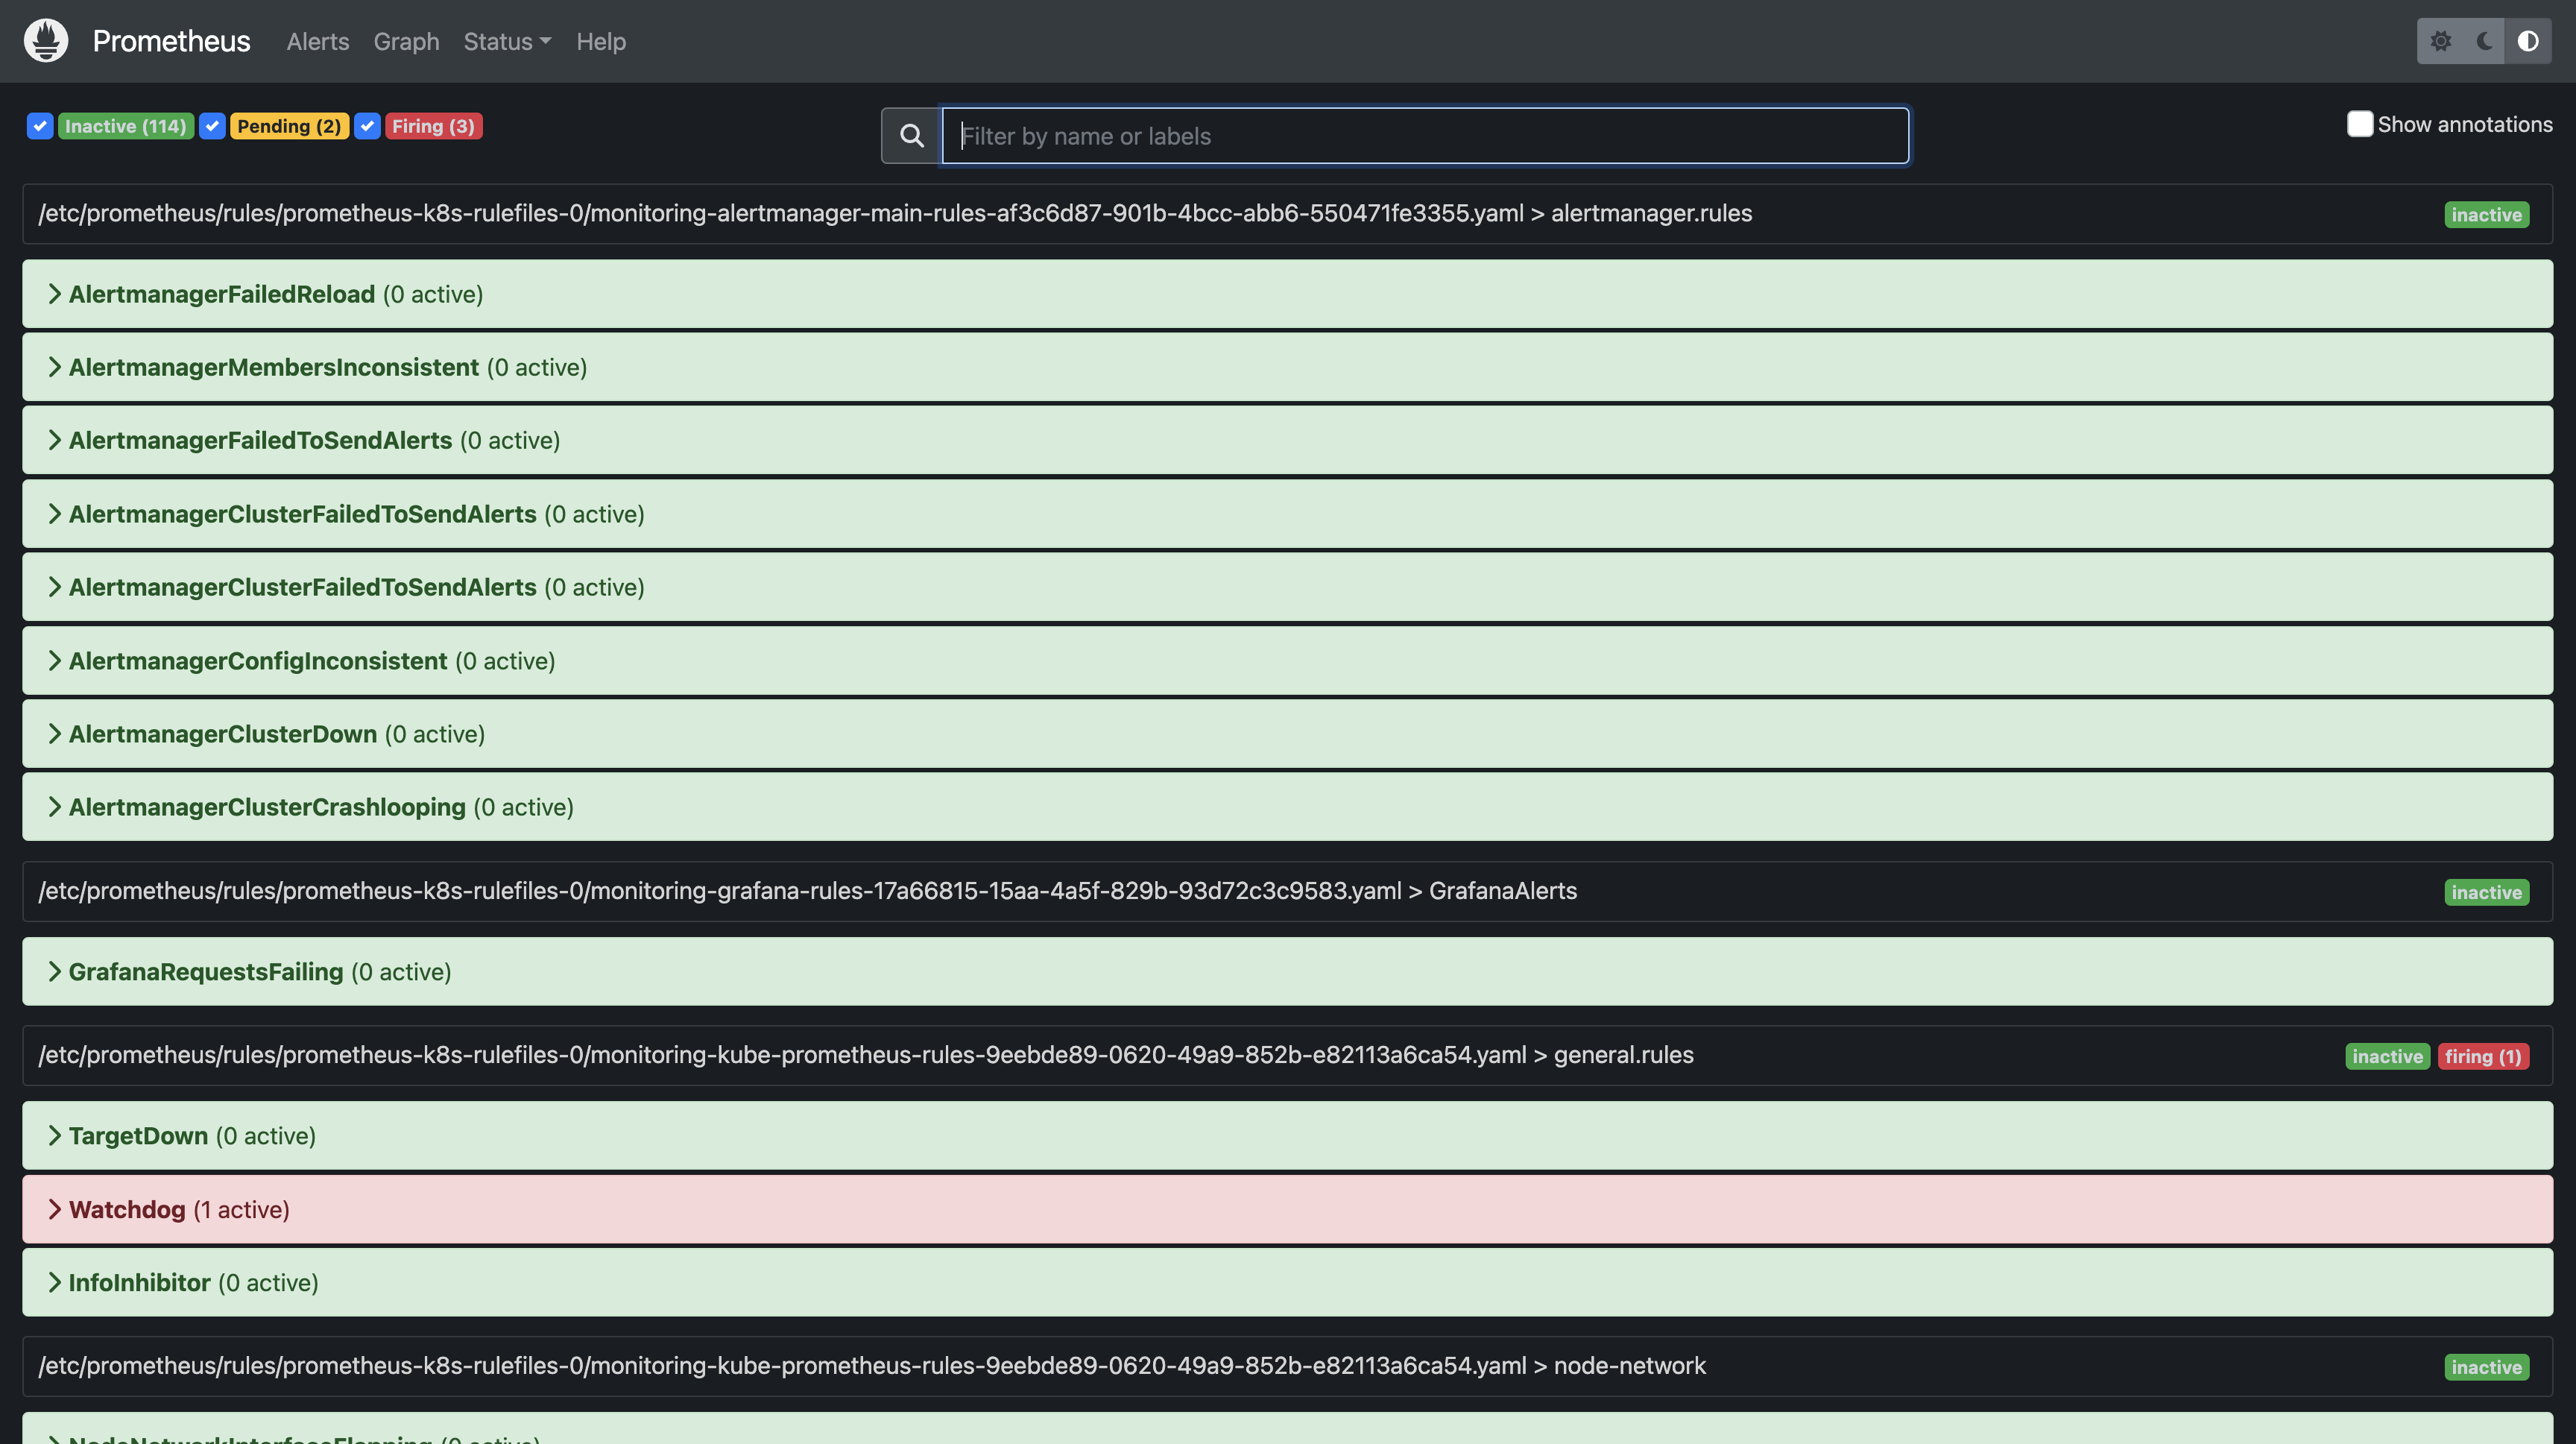 Prometheus Alerts Graph Status Help
Inactive (114) Pending (2) Firing (3) Filter by name or labels Show annotations
/etc/prometheus/rules/prometheus-k8s-rulefiles-0/monitoring-alertmanager-main-rules-af3c6d87-901b-4bcc-abb6-550471fe3355.yaml > alertmanager.rules inactive
AlertmanagerFailedReload (0 active)
AlertmanagerMembersInconsistent (0 active)
AlertmanagerFailedToSendAlerts (0 active)
AlertmanagerClusterFailedToSendAlerts (0 active)
AlertmanagerClusterFailedToSendAlerts (0 active)
AlertmanagerConfigInconsistent (0 active)
AlertmanagerClusterDown (0 active)
AlertmanagerClusterCrashlooping (0 active)
/etc/prometheus/rules/prometheus-k8s-rulefiles-0/monitoring-grafana-rules-17a66815-15aa-4a5f-829b-93d72c3c9583.yaml > GrafanaAlerts inactive
GrafanaRequestsFailing (0 active)
/etc/prometheus/rules/prometheus-k8s-rulefiles-0/monitoring-kube-prometheus-rules-9eebde89-0620-49a9-852b-e82113a6ca54.yaml > general.rules inactive firing (1)
TargetDown (0 active)
Watchdog (1 active)
InfoInhibitor (0 active)
/etc/prometheus/rules/prometheus-k8s-rulefiles-0/monitoring-kube-prometheus-rules-9eebde89-0620-49a9-852b-e82113a6ca54.yaml > node-network inactive
NodeNetworkInterfaceFlapping (0 active)